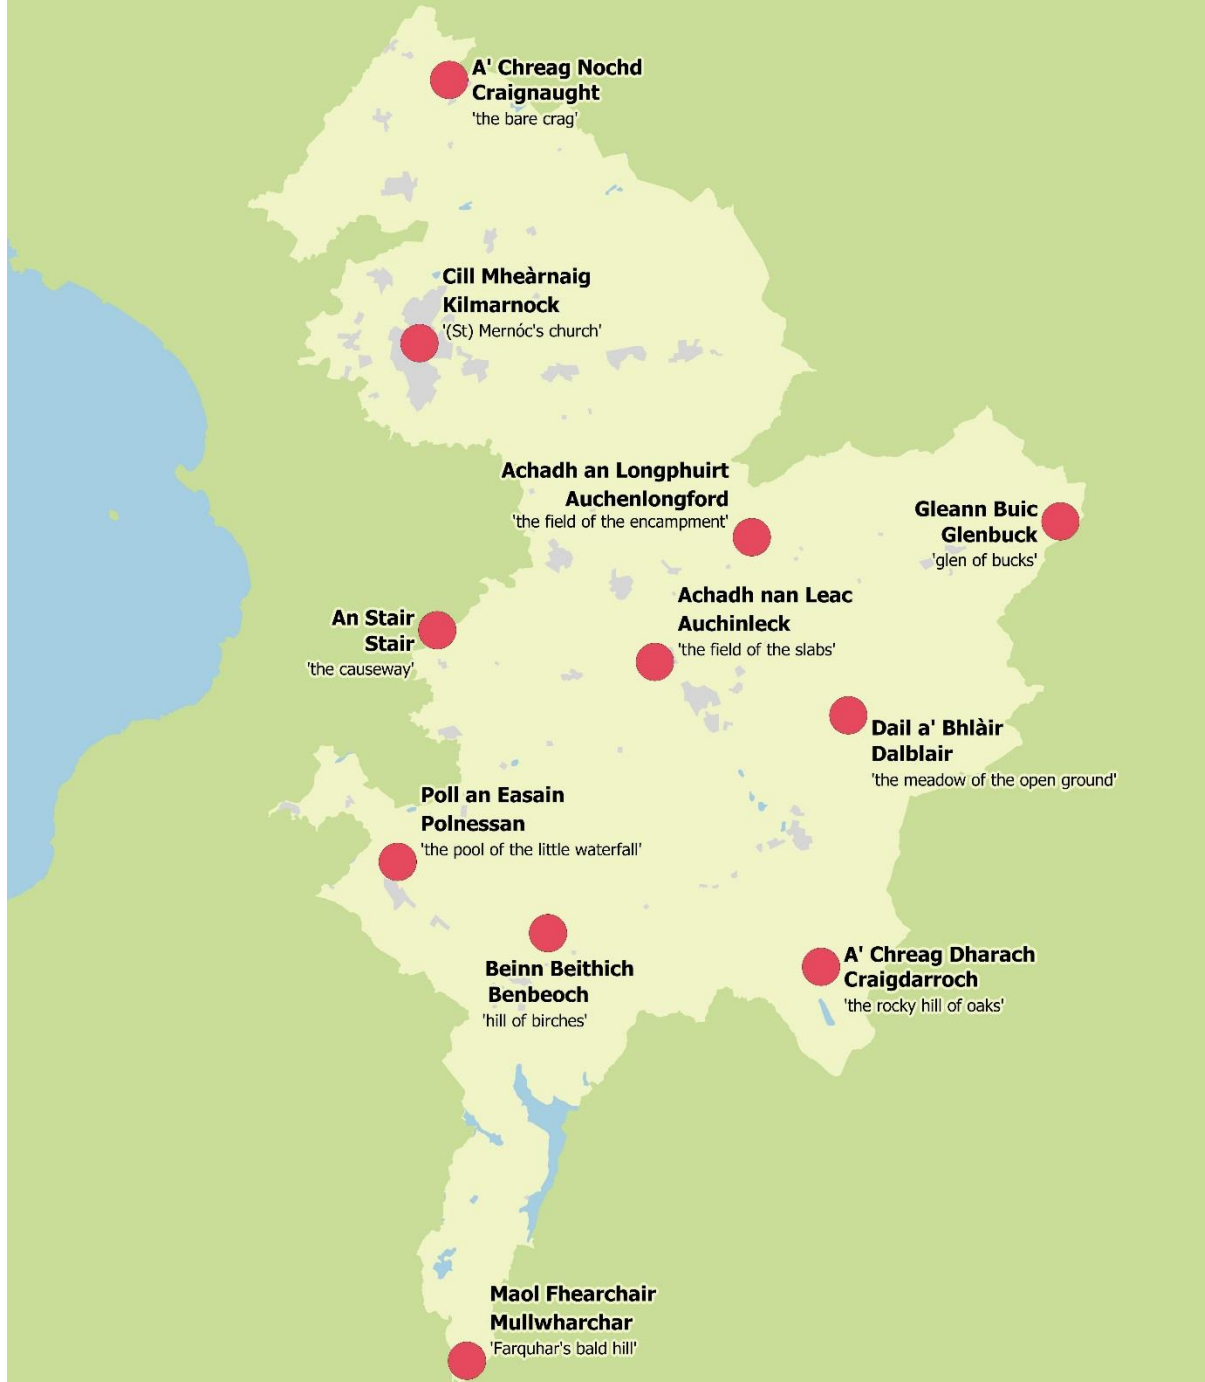 A' Chreag Nochd
Craignaught
'the bare crag'
Cill Mheàrnaig
Kilmarnock
'(St) Mernóc's church'
Achadh an Longphuirt
Auchenlongford
'the field of the encampment'
Gleann Buic
Glenbuck
'glen of bucks'
Achadh nan Leac
Auchinleck
'the field of the slabs'
An Stair
Stair
'the causeway'
Dail a' Bhlàir
Dalblair
'the meadow of the open ground'
Poll an Easain
Polnessan
'the pool of the little waterfall'
Beinn Beithich
Benbeoch
'hill of birches'
A' Chreag Dharach
Craigdarroch
'the rocky hill of oaks'
Maol Fhearchair
Mullwharchar
'Farquhar's bald hill'